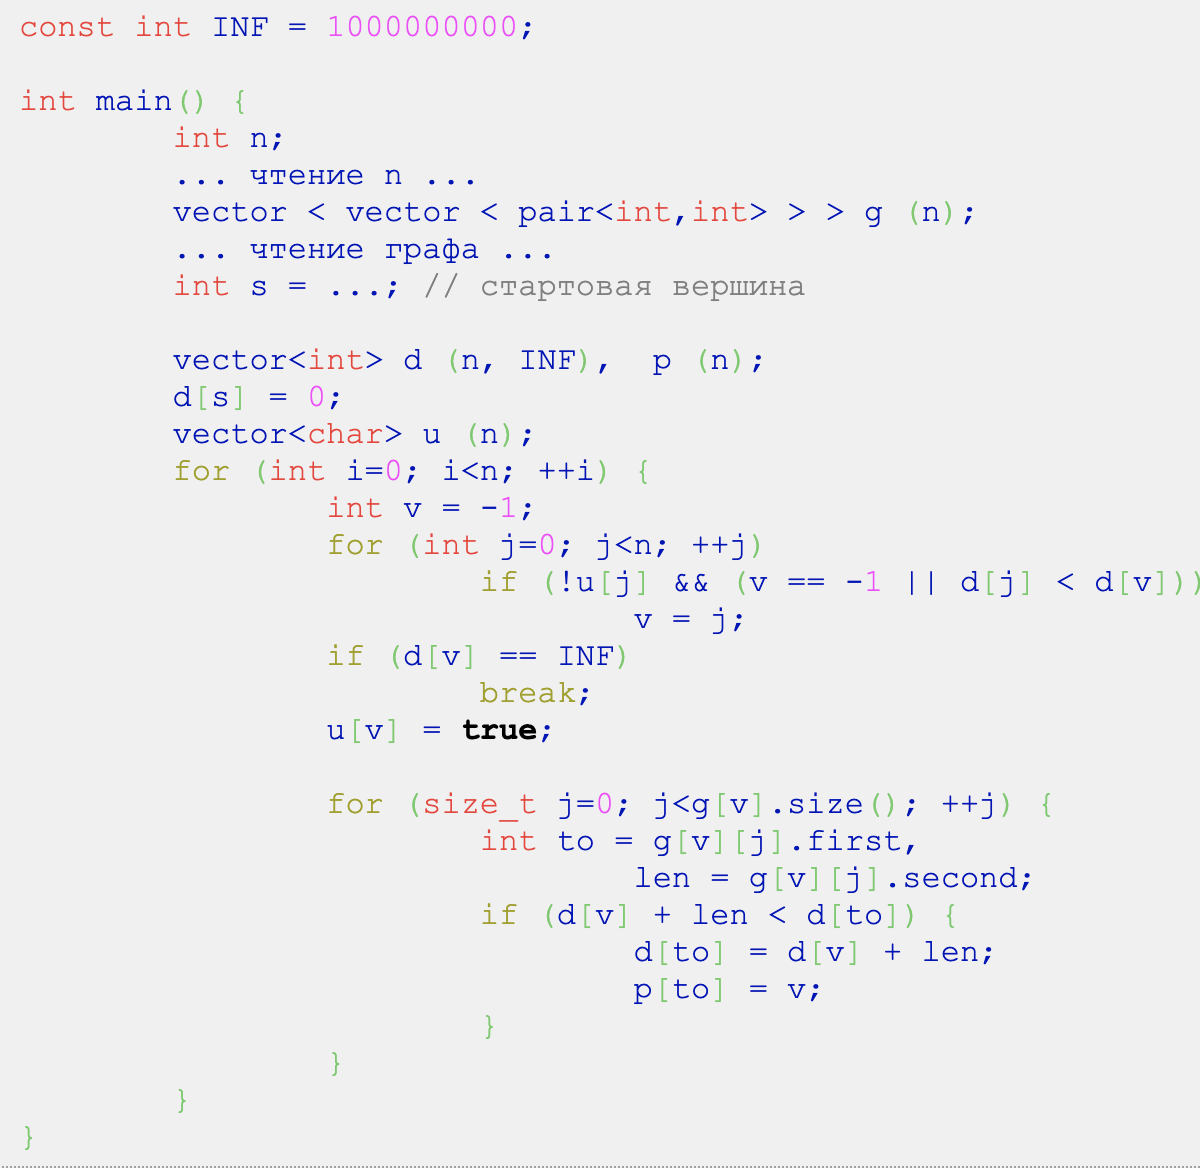 const int INF = 1000000000;
int main() {
int n;
... чтение n ...
vector < vector < pair<int,int> > > g (n);
... чтение графа ...
int s = ...; // стартовая вершина
vector<int> d (n, INF),  p (n);
d[s] = 0;
vector<char> u (n);
for (int i=0; i<n; ++i) {
int v = -1;
for (int j=0; j<n; ++j)
if (!u[j] && (v == -1 || d[j] < d[v]))
v = j;
if (d[v] == INF)
break;
u[v] = true;
for (size_t j=0; j<g[v].size(); ++j) {
int to = g[v][j].first,
len = g[v][j].second;
if (d[v] + len < d[to]) {
d[to] = d[v] + len;
p[to] = v;
}
}
}
}